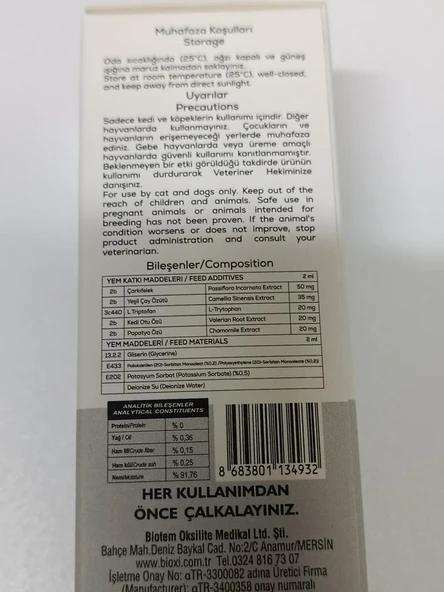 Muhafaza Koşulları
Storage
Oda sıcaklığında (25°C), ağzı kapalı ve güneş
ışığına maruz kalmadan saklayınız.
Store at room temperature (25°C), well-closed,
and keep away from direct sunlight.
Uyarılar
Precautions
Sadece kedi ve köpeklerin kullanımı içindir. Diğer
hayvanlarda kullanmayınız. Çocukların ve
hayvanların erişemeyeceği yerlerde muhafaza
ediniz. Gebe hayvanlarda veya üreme amaçlı
hayvanlarda güvenli kullanımı kanıtlanmamıştır.
Beklenmeyen bir etki görüldüğü takdirde ürünün
kullanımı durdurarak Veteriner Hekiminize
danışınız.
For use by cat and dogs only. Keep out of the
reach of children and animals. Safe use in
pregnant animals or animals intended for
breeding has not been proven. If the animal's
condition worsens or does not improve, stop
product administration and consult your
veterinarian.
Bileşenler/Composition
YEM KATKI MADDELERİ / FEED ADDITIVES 2 ml
2b Çarkıfelek Passiflora Incarnata Extract 50 mg
2b Yeşil Çay Özütü Camellia Sinensis Extract 35 mg
3c440 L Triptofan L-Trytophan 20 mg
2b Kedi Otu Özü Valerian Root Extract 20 mg
2b Papatya Özü Chamomile Extract 20 mg
YEM MADDELERİ / FEED MATERIALS 2 ml
13.2.2 Gliserin (Glycerine)
E433
E202 Potasyum Sorbat (Potassium Sorbate) (%0,5)
Deionize Su (Deionize Water)
ANALİTİK BİLEŞENLER
ANALYTICAL CONSTITUENTS
Protein/Protein % 0
Yağ / Oil % 0,36
Ham lif/Crude fiber % 0,15
Ham kül/Crude ash % 0,25
Nem/Moisture % 91,76
8 683801 134932
HER KULLANIMDAN
ÖNCE ÇALKALAYINIZ.
Biotem Oksilite Medikal Ltd. Şti.
Bahçe Mah.Deniz Baykal Cad. No:2/C Anamur/MERSİN
www.bioxi.com.tr Tel.0324 816 73 07
İşletme Onay No: αTR-3300082 adına Üretici Firma
(Manufacturer): αTR-3400358 onay numaralı